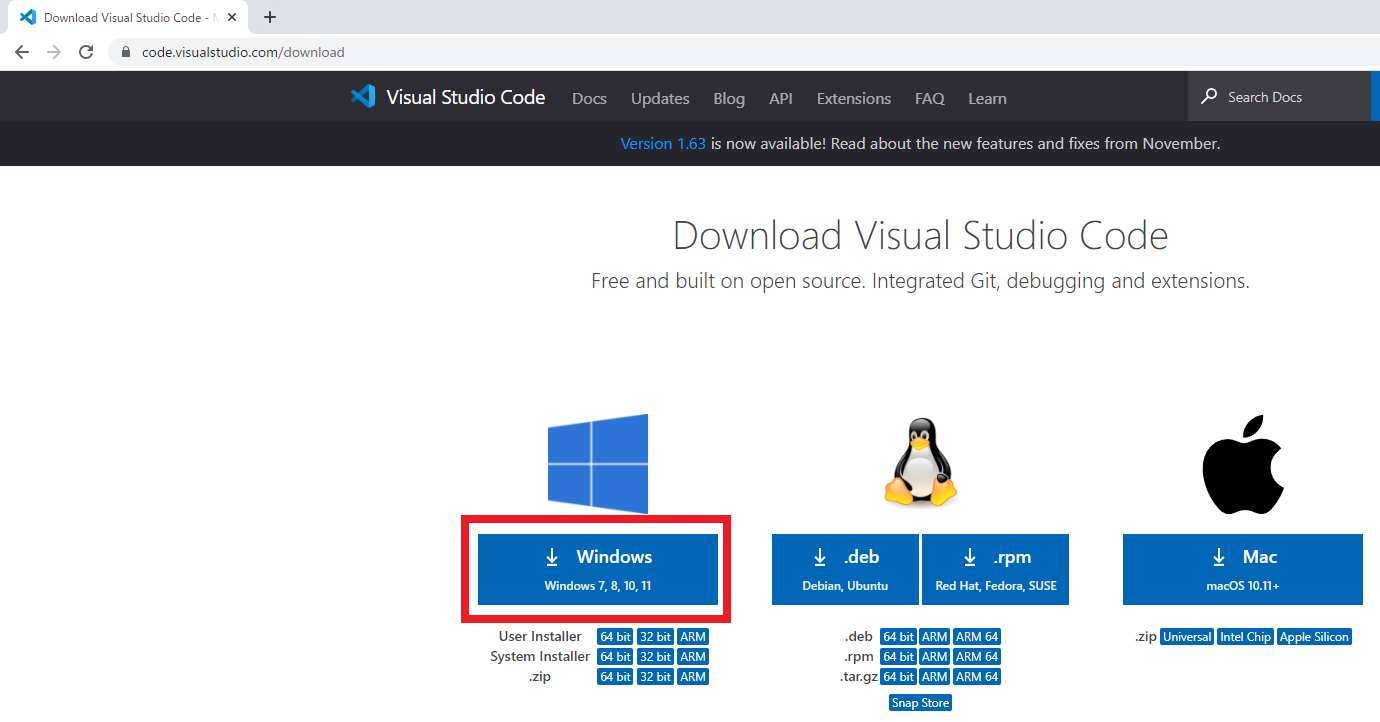 Download Visual Studio Code - 
code.visualstudio.com/download
Visual Studio Code Docs Updates Blog API Extensions FAQ Learn Search Docs
Version 1.63 is now available! Read about the new features and fixes from November.
Download Visual Studio Code
Free and built on open source. Integrated Git, debugging and extensions.
Windows
Windows 7, 8, 10, 11
User Installer 64 bit 32 bit ARM
System Installer 64 bit 32 bit ARM
.zip 64 bit 32 bit ARM
.deb
Debian, Ubuntu
.rpm
Red Hat, Fedora, SUSE
.deb 64 bit ARM ARM 64
.rpm 64 bit ARM ARM 64
.tar.gz 64 bit ARM ARM 64
Snap Store
Mac
macOS 10.11+
.zip Universal Intel Chip Apple Silicon